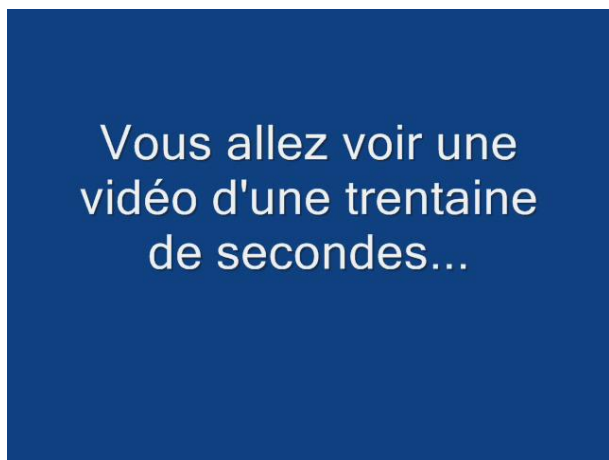 Vous allez voir une
vidéo d'une trentaine
de secondes...